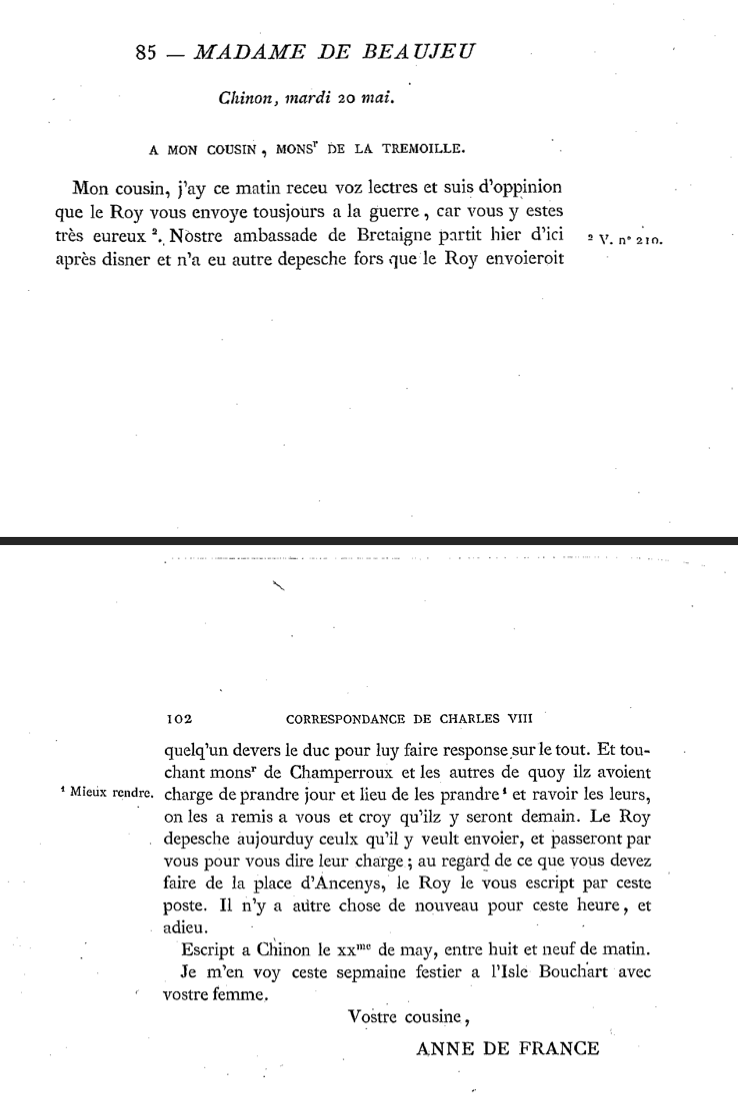 85 — MADAME DE BEAUJEU
Chinon, mardi 20 mai.
A MON COUSIN, MONSʳ DE LA TREMOILLE.
Mon cousin, j'ay ce matin receu voz lectres et suis d'oppinion
que le Roy vous envoye tousjours a la guerre, car vous y estes
très eureux ². Nostre ambassade de Bretaigne partit hier d'ici
² V. n° 210.
après disner et n'a eu autre depesche fors que le Roy envoieroit
102 CORRESPONDANCE DE CHARLES VIII
quelq'un devers le duc pour luy faire response sur le tout. Et tou-
chant monsʳ de Champerroux et les autres de quoy ilz avoient
¹ Mieux rendre.
charge de prandre jour et lieu de les prandre ¹ et ravoir les leurs,
on les a remis a vous et croy qu'ilz y seront demain. Le Roy
depesche aujourduy ceulx qu'il y veult envoier, et passeront par
vous pour vous dire leur charge ; au regard de ce que vous devez
faire de la place d'Ancenys, le Roy le vous escript par ceste
poste. Il n'y a autre chose de nouveau pour ceste heure, et
adieu.
Escript a Chinon le xxᵐᵉ de may, entre huit et neuf de matin.
Je m'en voy ceste sepmaine festier a l'Isle Bouchart avec
vostre femme.
Vostre cousine,
ANNE DE FRANCE